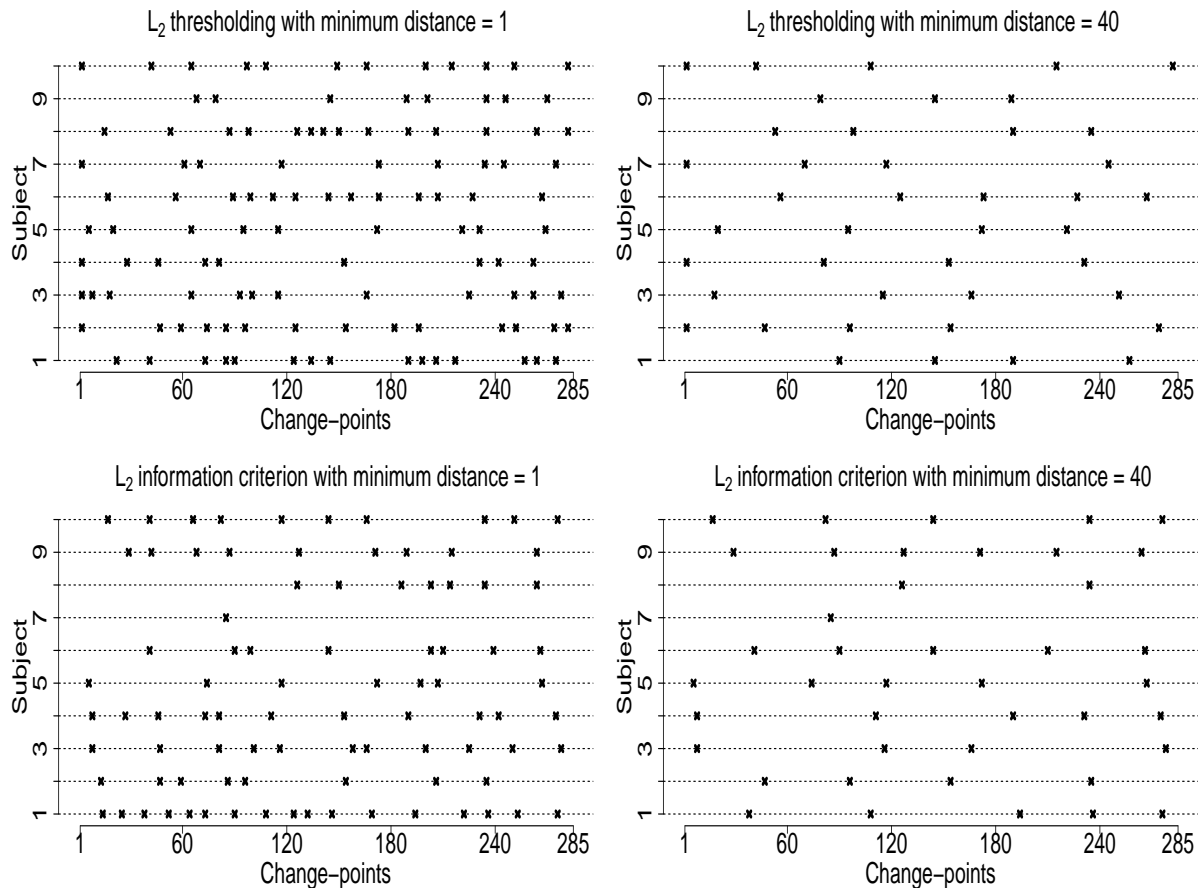 L2 thresholding with minimum distance = 1
Subject
9
7
5
3
1
1 60 120 180 240 285
Change−points
L2 thresholding with minimum distance = 40
Subject
9
7
5
3
1
1 60 120 180 240 285
Change−points
L2 information criterion with minimum distance = 1
Subject
9
7
5
3
1
1 60 120 180 240 285
Change−points
L2 information criterion with minimum distance = 40
Subject
9
7
5
3
1
1 60 120 180 240 285
Change−points